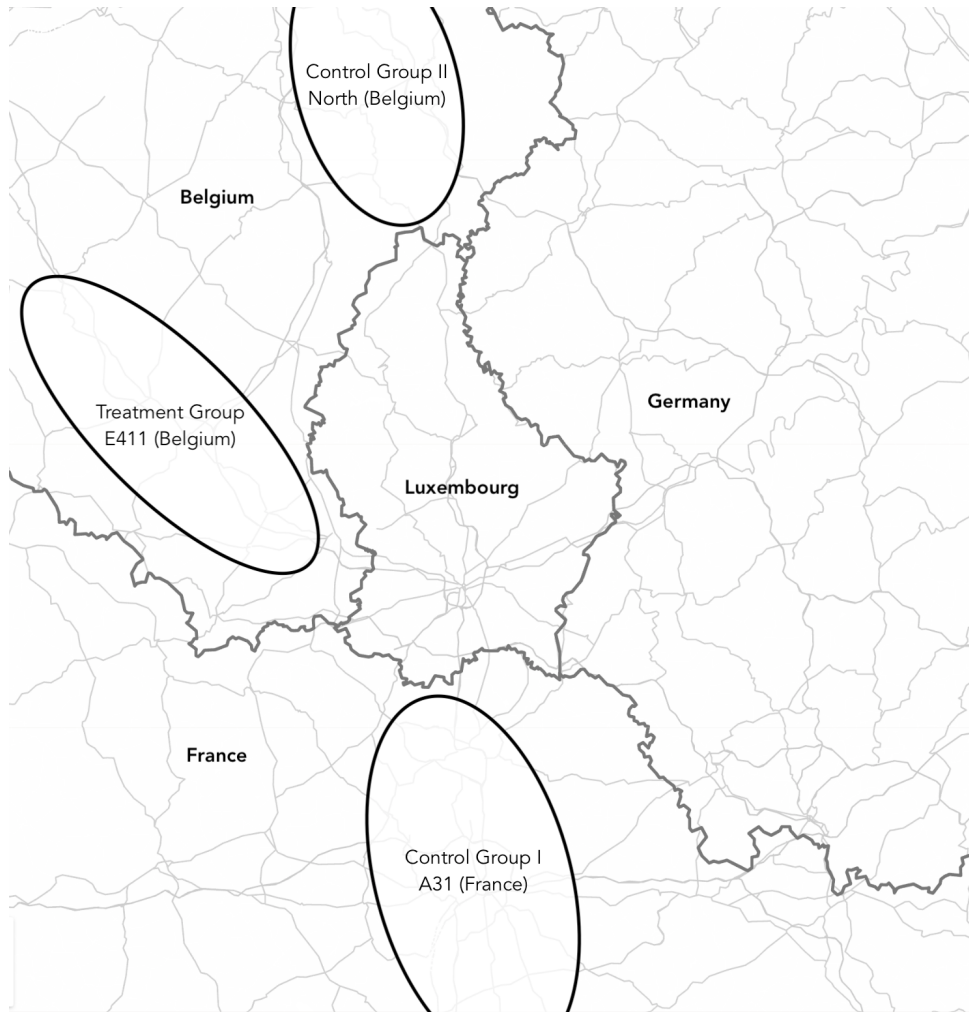 Control Group II
North (Belgium)
Belgium
Treatment Group
E411 (Belgium)
Germany
Luxembourg
France
Control Group I
A31 (France)